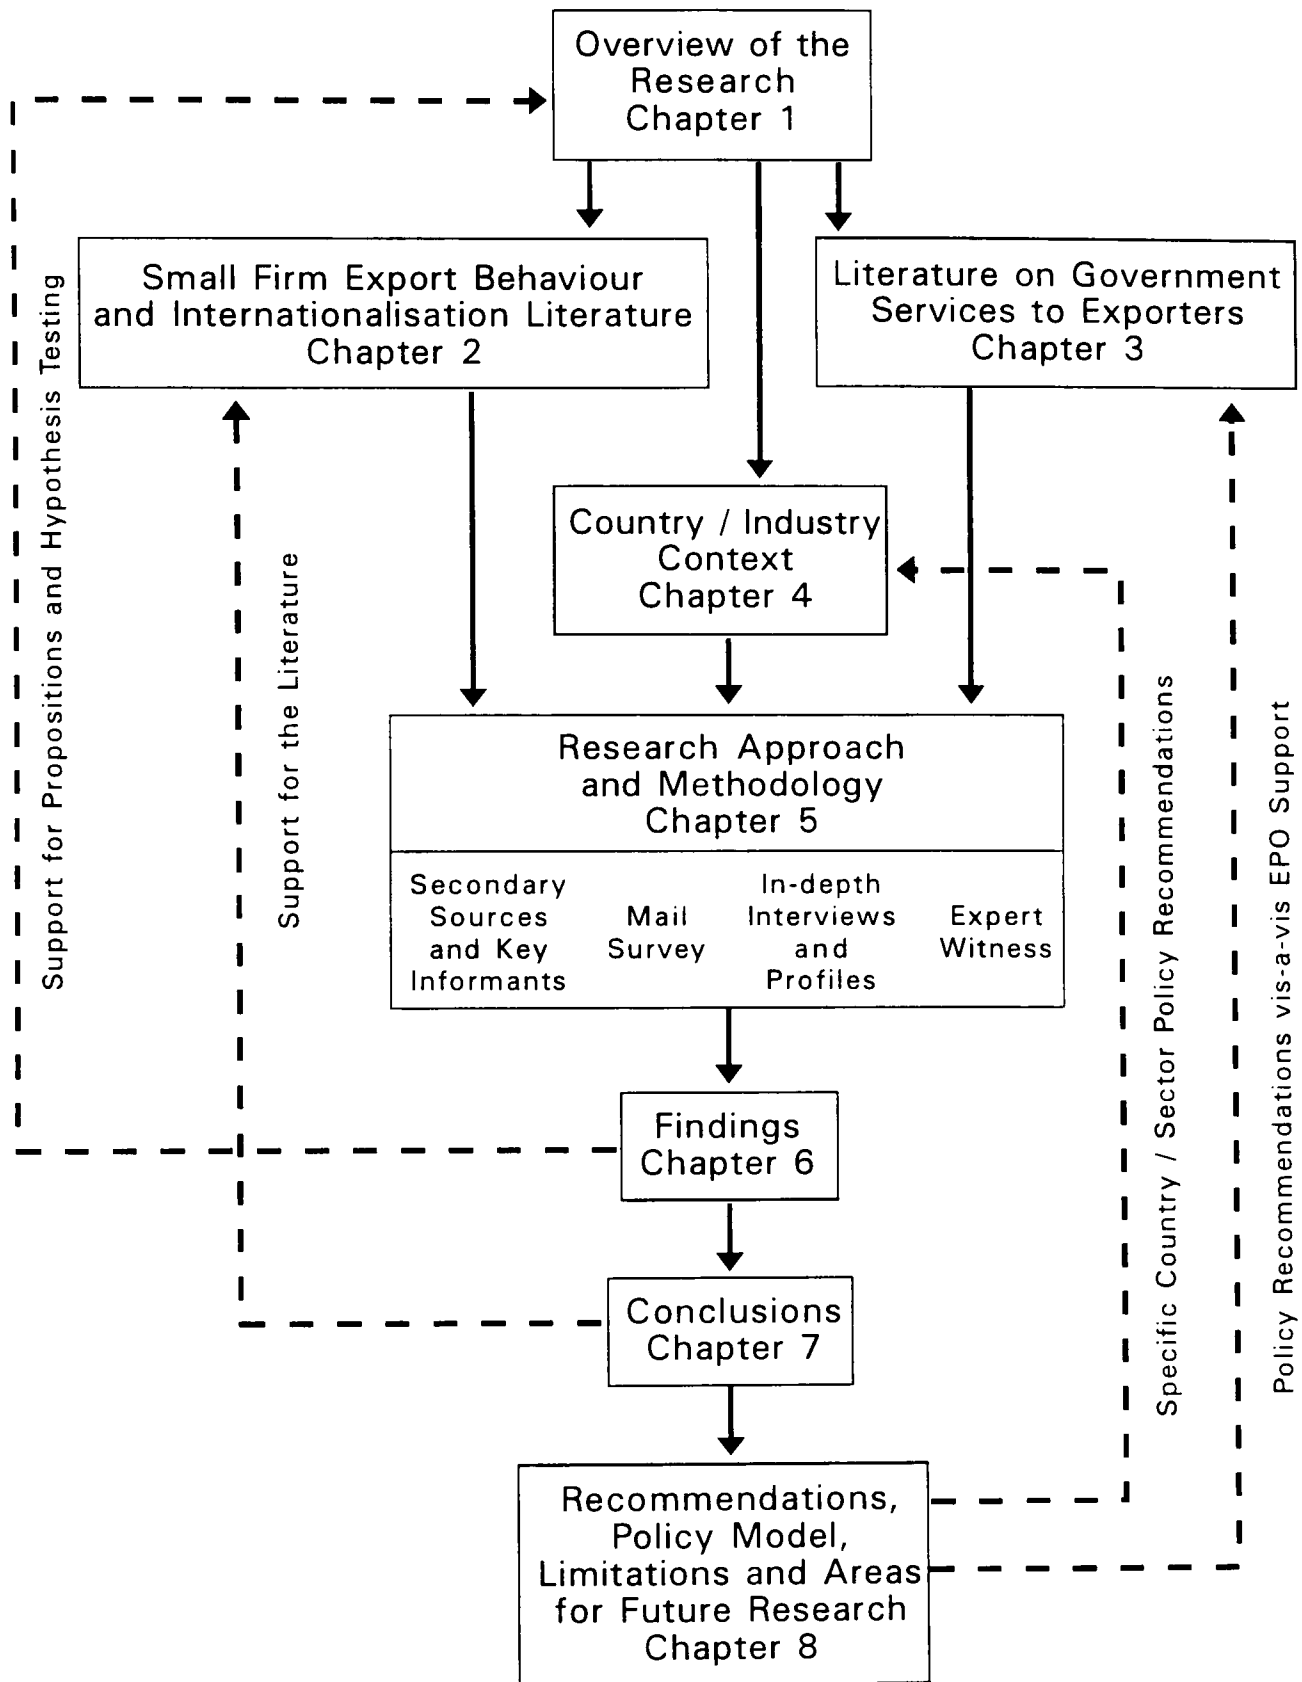 Overview of the
Research
Chapter 1
Small Firm Export Behaviour
and Internationalisation Literature
Chapter 2
Literature on Government
Services to Exporters
Chapter 3
Country / Industry
Context
Chapter 4
Research Approach
and Methodology
Chapter 5
Secondary
Sources
and Key
Informants
Mail
Survey
In-depth
Interviews
and
Profiles
Expert
Witness
Findings
Chapter 6
Conclusions
Chapter 7
Recommendations,
Policy Model,
Limitations and Areas
for Future Research
Chapter 8
Support for Propositions and Hypothesis Testing
Support for the Literature
Specific Country / Sector Policy Recommendations
Policy Recommendations vis-a-vis EPO Support